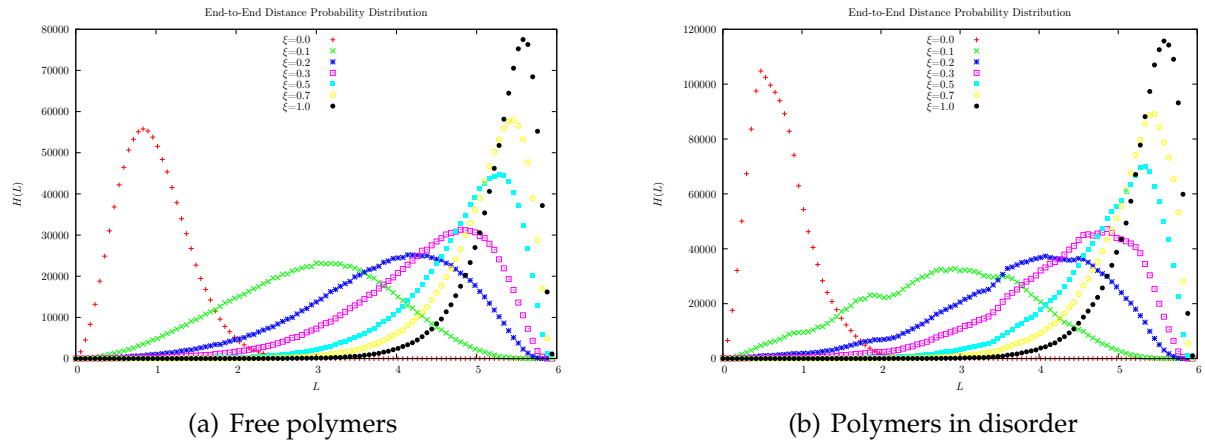 End-to-End Distance Probability Distribution
H(L)
80000
70000
60000
50000
40000
30000
20000
10000
0
ξ=0.0
ξ=0.1
ξ=0.2
ξ=0.3
ξ=0.5
ξ=0.7
ξ=1.0
0 1 2 3 4 5 6
L
(a) Free polymers
End-to-End Distance Probability Distribution
H(L)
120000
100000
80000
60000
40000
20000
0
ξ=0.0
ξ=0.1
ξ=0.2
ξ=0.3
ξ=0.5
ξ=0.7
ξ=1.0
0 1 2 3 4 5 6
L
(b) Polymers in disorder